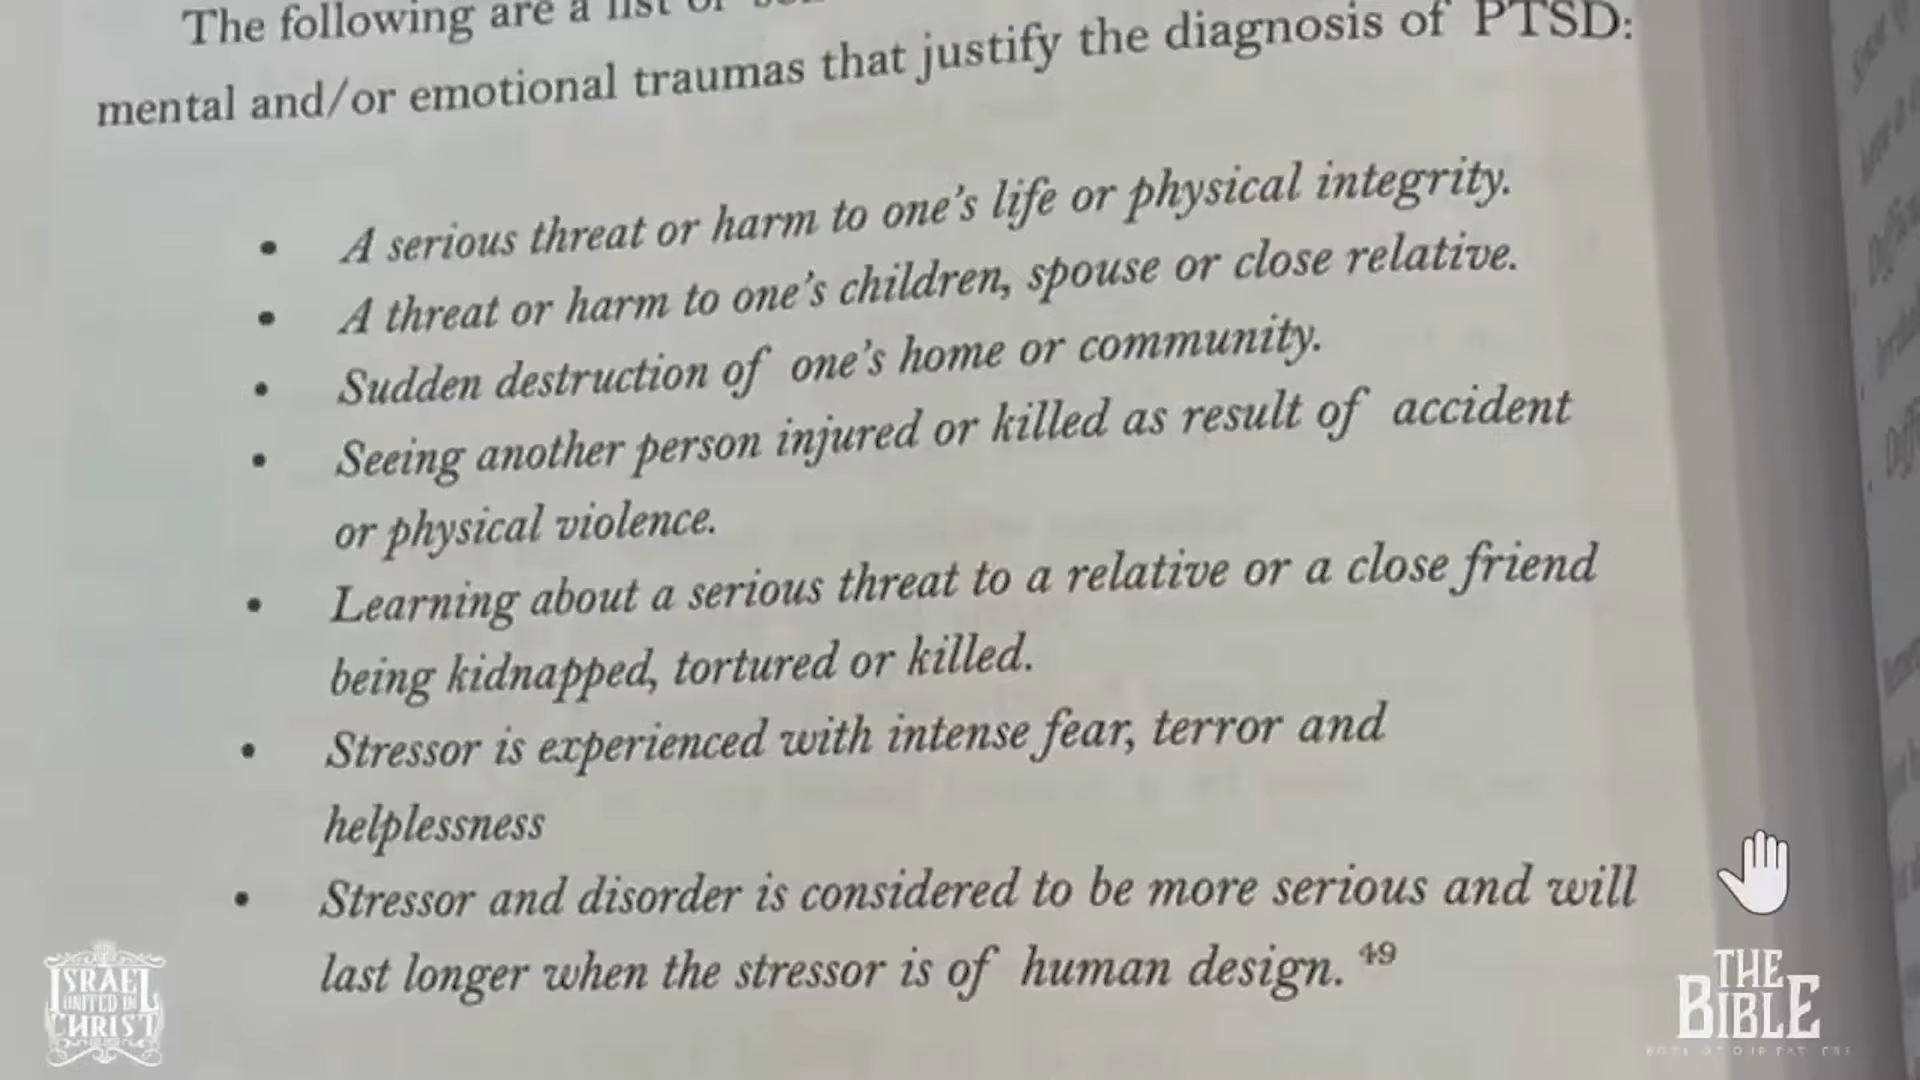 The following are a list of
mental and/or emotional traumas that justify the diagnosis of PTSD:
• A serious threat or harm to one's life or physical integrity.
• A threat or harm to one's children, spouse or close relative.
• Sudden destruction of one's home or community.
• Seeing another person injured or killed as result of accident
or physical violence.
• Learning about a serious threat to a relative or a close friend
being kidnapped, tortured or killed.
• Stressor is experienced with intense fear, terror and
helplessness
• Stressor and disorder is considered to be more serious and will
last longer when the stressor is of human design. 49
ISRAEL
UNITED IN
CHRIST
THE
BIBLE